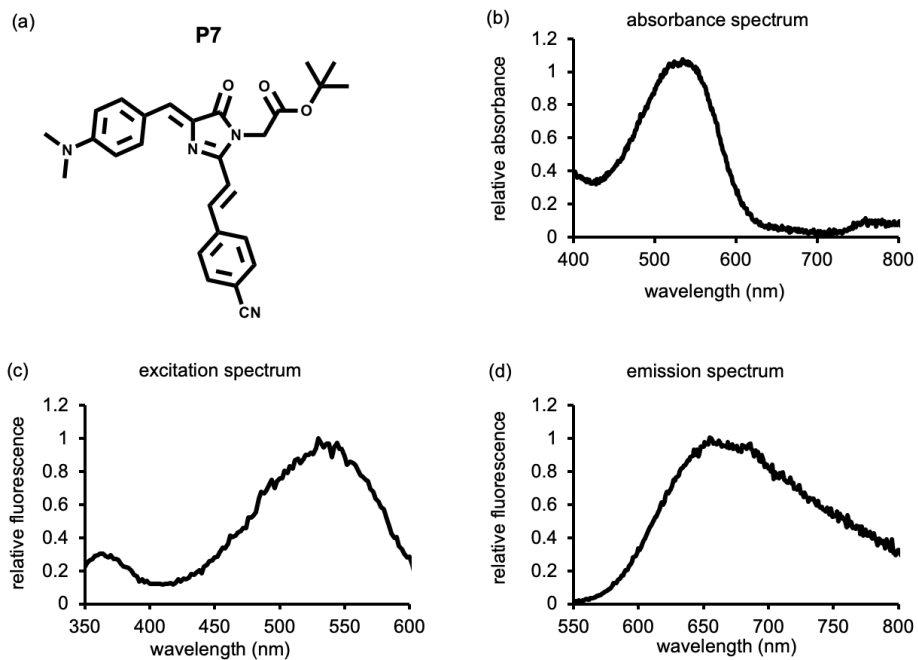 (a)
P7
O
O
O
N
N
N
CN
(b)
absorbance spectrum
relative absorbance
1.2
1
0.8
0.6
0.4
0.2
0
400 500 600 700 800
wavelength (nm)
(c)
excitation spectrum
relative fluorescence
1.2
1
0.8
0.6
0.4
0.2
0
350 400 450 500 550 600
wavelength (nm)
(d)
emission spectrum
relative fluorescence
1.2
1
0.8
0.6
0.4
0.2
0
550 600 650 700 750 800
wavelength (nm)